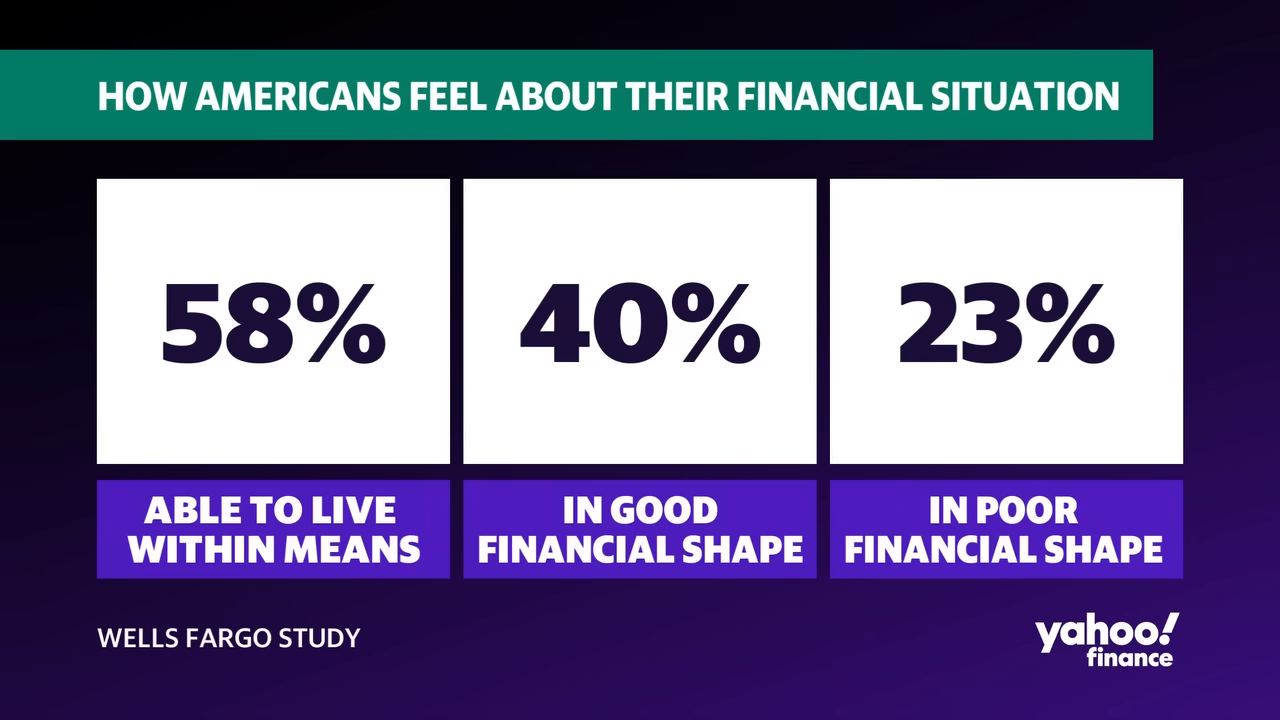 HOW AMERICANS FEEL ABOUT THEIR FINANCIAL SITUATION
58%
ABLE TO LIVE
WITHIN MEANS
40%
IN GOOD
FINANCIAL SHAPE
23%
IN POOR
FINANCIAL SHAPE
WELLS FARGO STUDY
yahoo!
finance